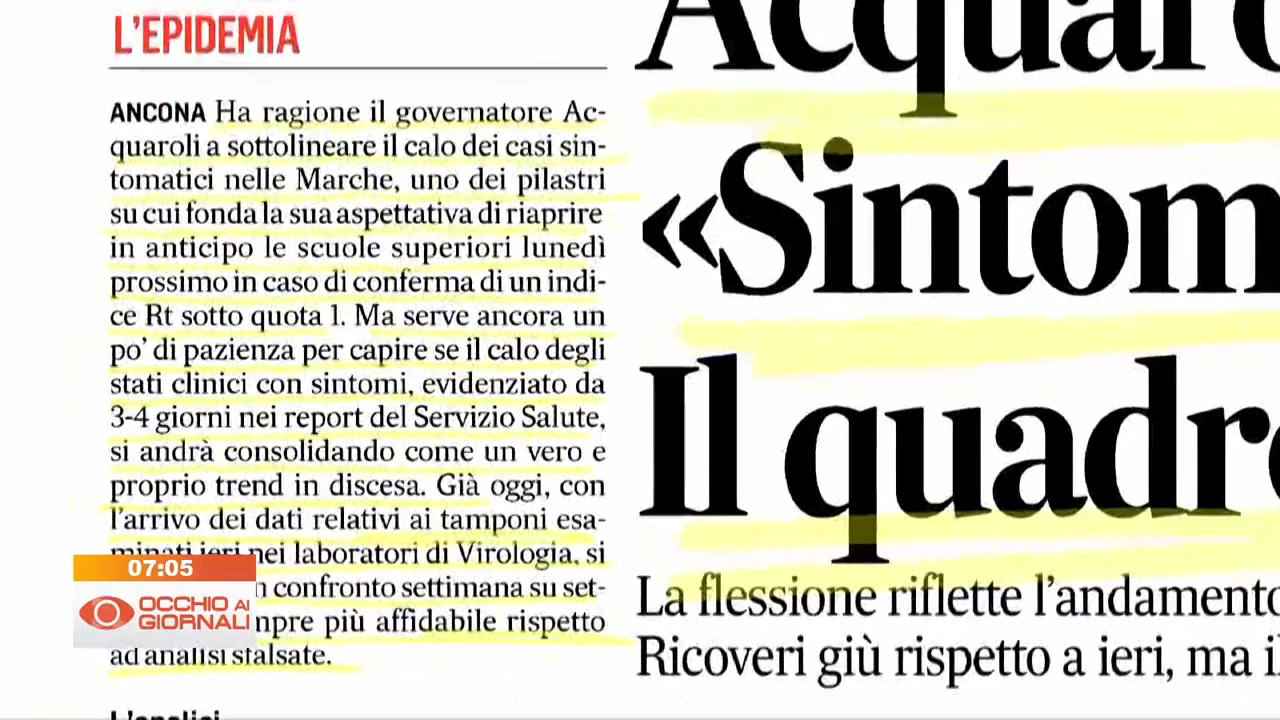 L'EPIDEMIA
ANCONA Ha ragione il governatore Ac-
quaroli a sottolineare il calo dei casi sin-
tomatici nelle Marche, uno dei pilastri
su cui fonda la sua aspettativa di riaprire
in anticipo le scuole superiori lunedì
prossimo in caso di conferma di un indi-
ce Rt sotto quota 1. Ma serve ancora un
po' di pazienza per capire se il calo degli
stati clinici con sintomi, evidenziato da
3-4 giorni nei report del Servizio Salute,
si andrà consolidando come un vero e
proprio trend in discesa. Già oggi, con
l'arrivo dei dati relativi ai tamponi esa-
minati ieri nei laboratori di Virologia, si
confronto settimana su set-
più affidabile rispetto
ad analisi sfalsate.
«Sintom
Il quadr
La flessione riflette l'andamento
Ricoveri giù rispetto a ieri, ma il
07:05
OCCHIO AI
GIORNALI